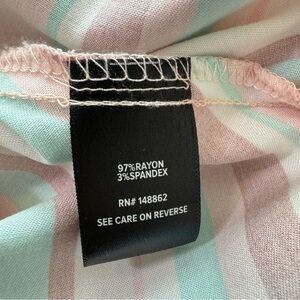 97%RAYON
3%SPANDEX
RN# 148862
SEE CARE ON REVERSE